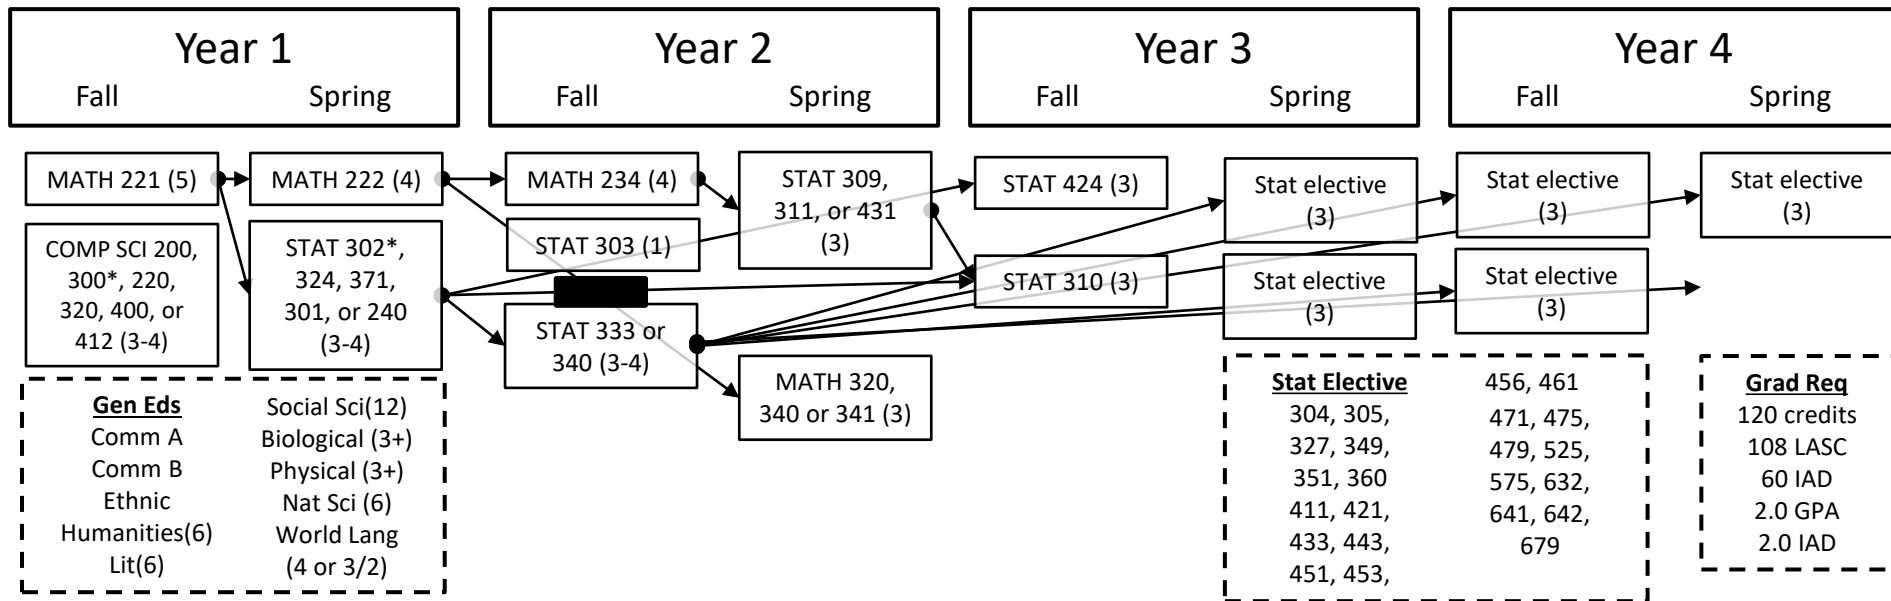 Year 1
Fall Spring
Year 2
Fall Spring
Year 3
Fall Spring
Year 4
Fall Spring
MATH 221 (5)
COMP SCI 200,
300*, 220,
320, 400, or
412 (3-4)
MATH 222 (4)
STAT 302*,
324, 371,
301, or 240
(3-4)
MATH 234 (4)
STAT 303 (1)
STAT 333 or
340 (3-4)
STAT 309,
311, or 431
(3)
MATH 320,
340 or 341 (3)
STAT 424 (3)
STAT 310 (3)
Stat elective
(3)
Stat elective
(3)
Stat elective
(3)
Stat elective
(3)
Stat elective
(3)
Gen Eds
Comm A
Comm B
Ethnic
Humanities(6)
Lit(6)
Social Sci(12)
Biological (3+)
Physical (3+)
Nat Sci (6)
World Lang
(4 or 3/2)
Stat Elective
304, 305,
327, 349,
351, 360
411, 421,
433, 443,
451, 453,
456, 461
471, 475,
479, 525,
575, 632,
641, 642,
679
Grad Req
120 credits
108 LASC
60 IAD
2.0 GPA
2.0 IAD